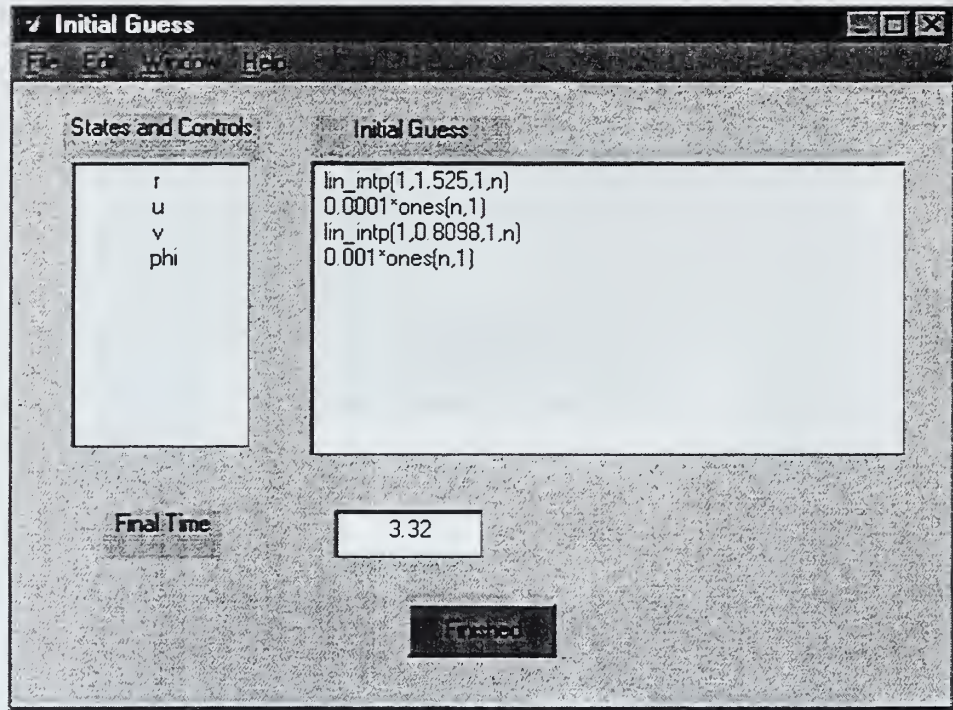 Initial Guess
File Edit Window Help
States and Controls
Initial Guess
r
u
v
phi
lin_intp(1,1.525,1,n)
0.0001*ones(n,1)
lin_intp(1,0.8098,1,n)
0.001*ones(n,1)
Final Time
3.32
Finished